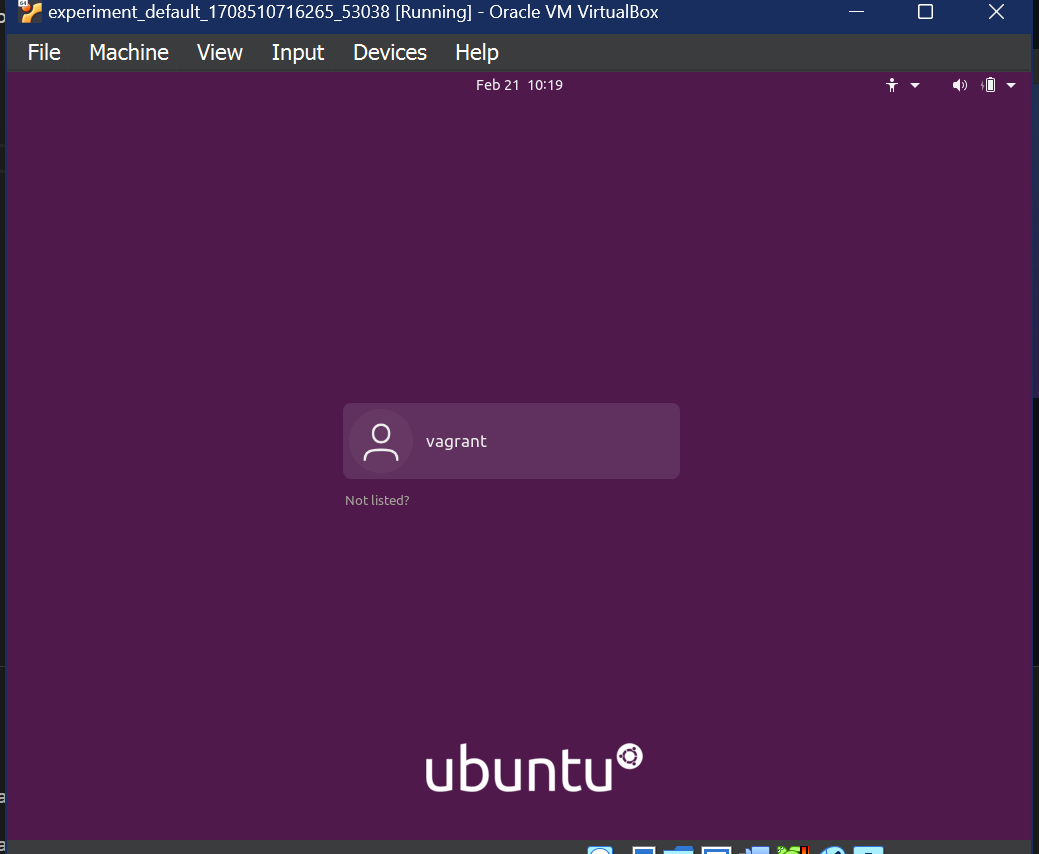 experiment_default_1708510716265_53038 [Running] - Oracle VM VirtualBox
File Machine View Input Devices Help
Feb 21 10:19
vagrant
Not listed?
ubuntu